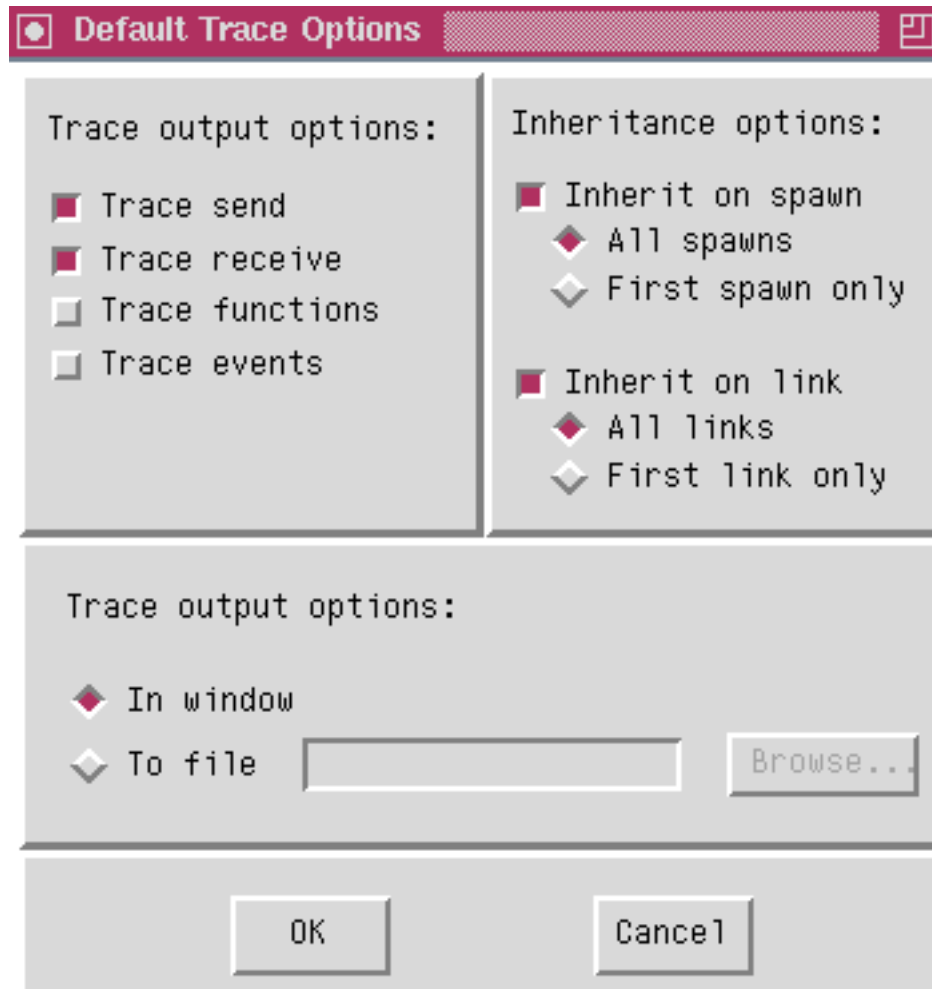 Default Trace Options
Trace output options:
Trace send
Trace receive
Trace functions
Trace events
Inheritance options:
Inherit on spawn
All spawns
First spawn only
Inherit on link
All links
First link only
Trace output options:
In window
To file
Browse...
OK
Cancel